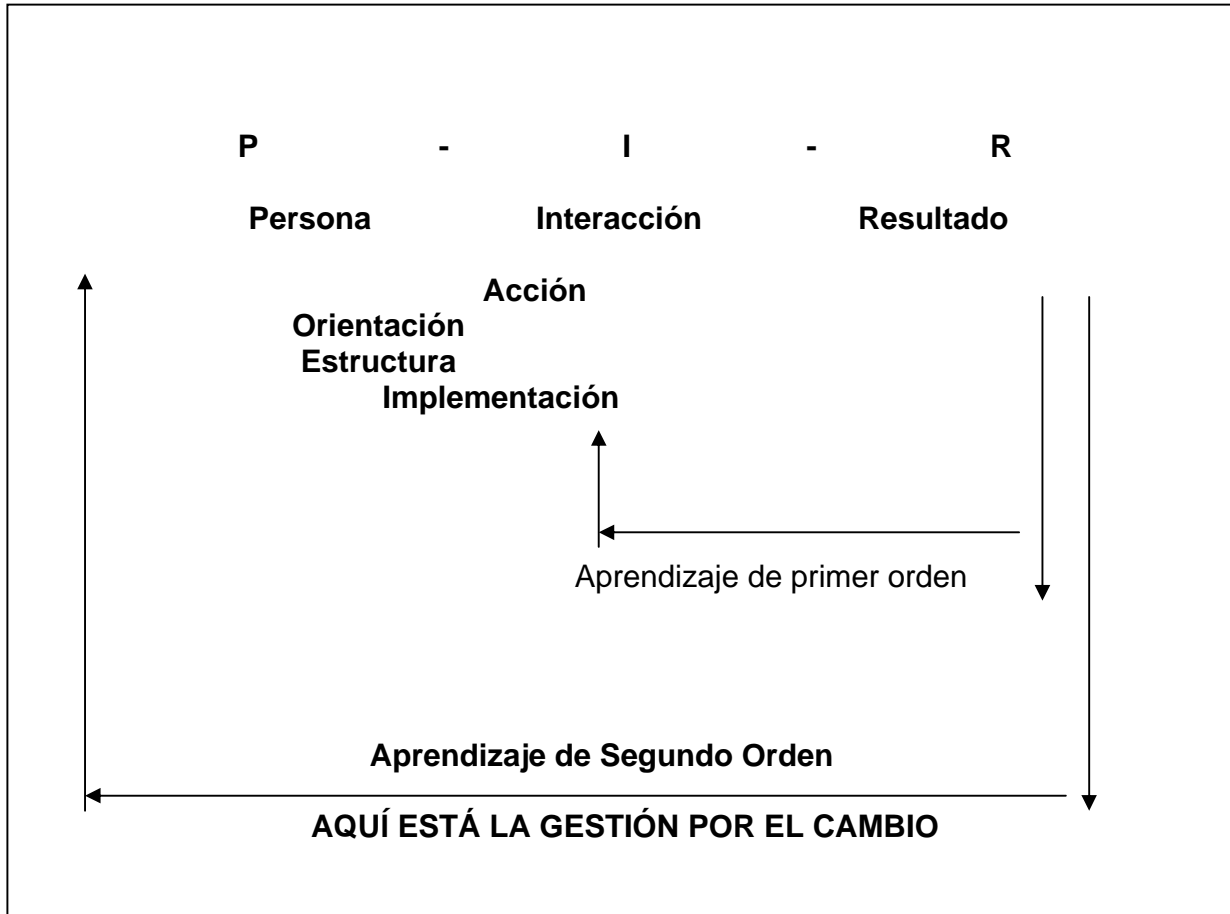 P - I - R
Persona Interacción Resultado
Acción
Orientación
Estructura
Implementación
Aprendizaje de primer orden
Aprendizaje de Segundo Orden
AQUÍ ESTÁ LA GESTIÓN POR EL CAMBIO